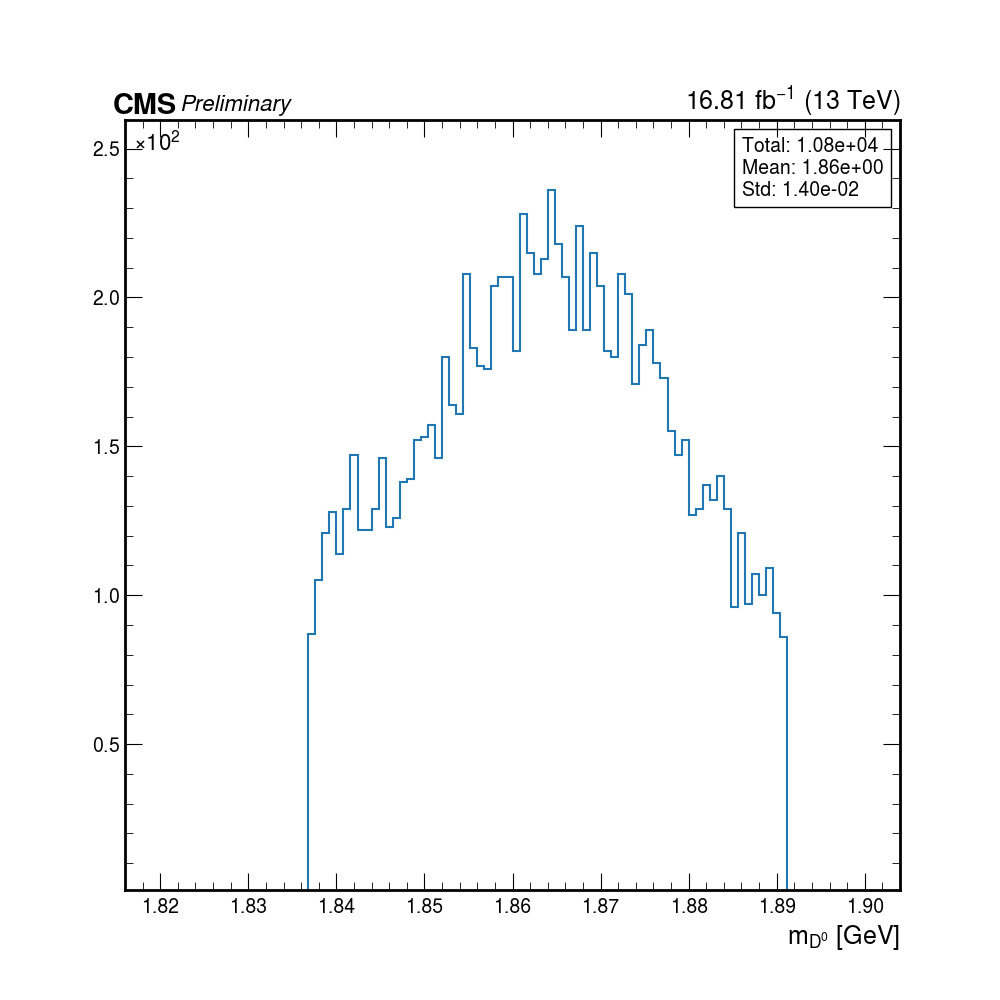 CMS Preliminary 16.81 fb⁻¹ (13 TeV)
×10²
Total: 1.08e+04
Mean: 1.86e+00
Std: 1.40e-02
2.5
2.0
1.5
1.0
0.5
1.82 1.83 1.84 1.85 1.86 1.87 1.88 1.89 1.90
m_D⁰ [GeV]